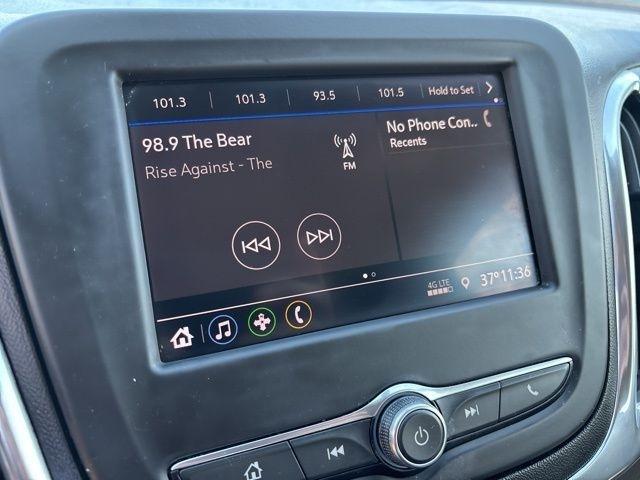 101.3 101.3 93.5 101.5 Hold to Set
98.9 The Bear
Rise Against - The
FM
No Phone Con..
Recents
4G LTE 37° 11:36